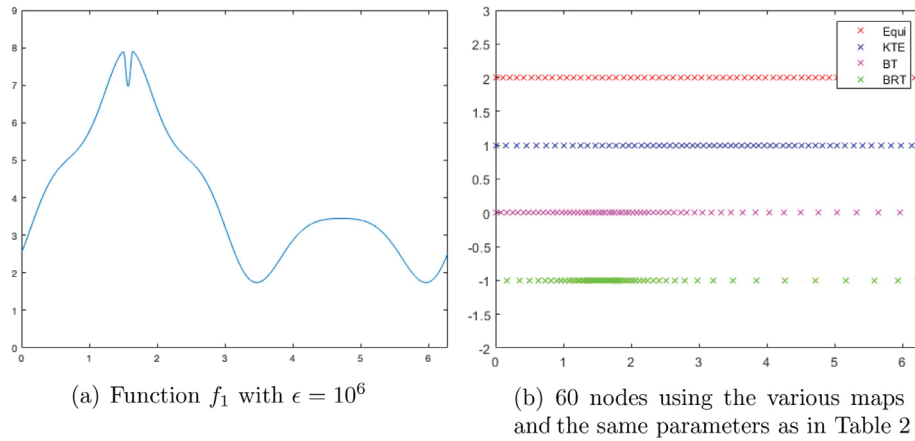 9
8
7
6
5
4
3
2
1
0
0 1 2 3 4 5 6
(a) Function f₁ with ϵ = 10⁶
3
2.5
2
1.5
1
0.5
0
-0.5
-1
-1.5
-2
0 1 2 3 4 5 6
Equi
KTE
BT
BRT
(b) 60 nodes using the various maps
and the same parameters as in Table 2